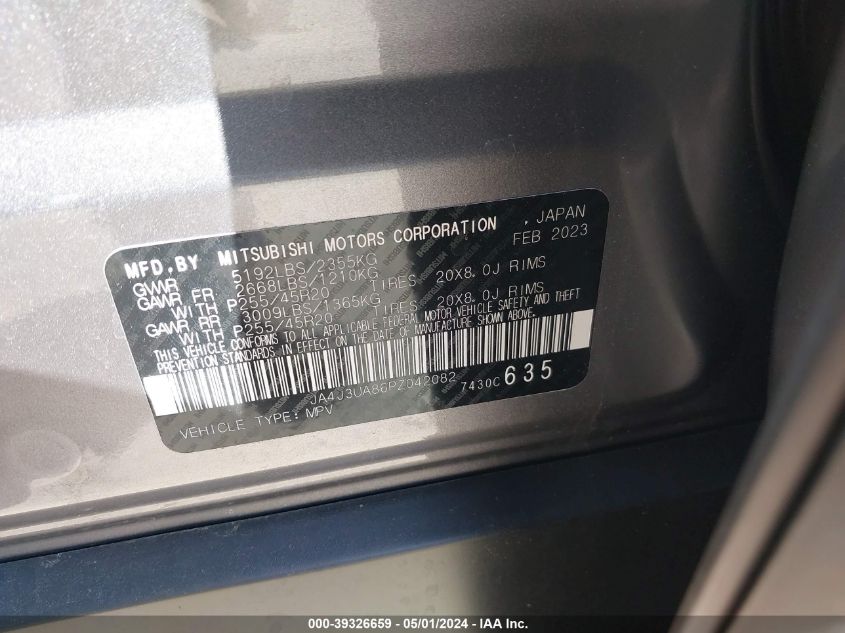 MFD.BY MITSUBISHI MOTORS CORPORATION , JAPAN
GVWR 5192LBS/2355KG FEB 2023
GAWR FR 2668LBS/1210KG
WITH P255/45R20 TIRES, 20X8.0J RIMS
GAWR RR 3009LBS/1365KG
WITH P255/45R20 TIRES, 20X8.0J RIMS
THIS VEHICLE CONFORMS TO ALL APPLICABLE FEDERAL MOTOR VEHICLE SAFETY AND THEFT
PREVENTION STANDARDS IN EFFECT ON THE DATE OF MANUFACTURE SHOWN ABOVE.
JA4J3UA86PZ042082 7430C 635
VEHICLE TYPE: MPV
000-39326659 - 05/01/2024 - IAAI.com